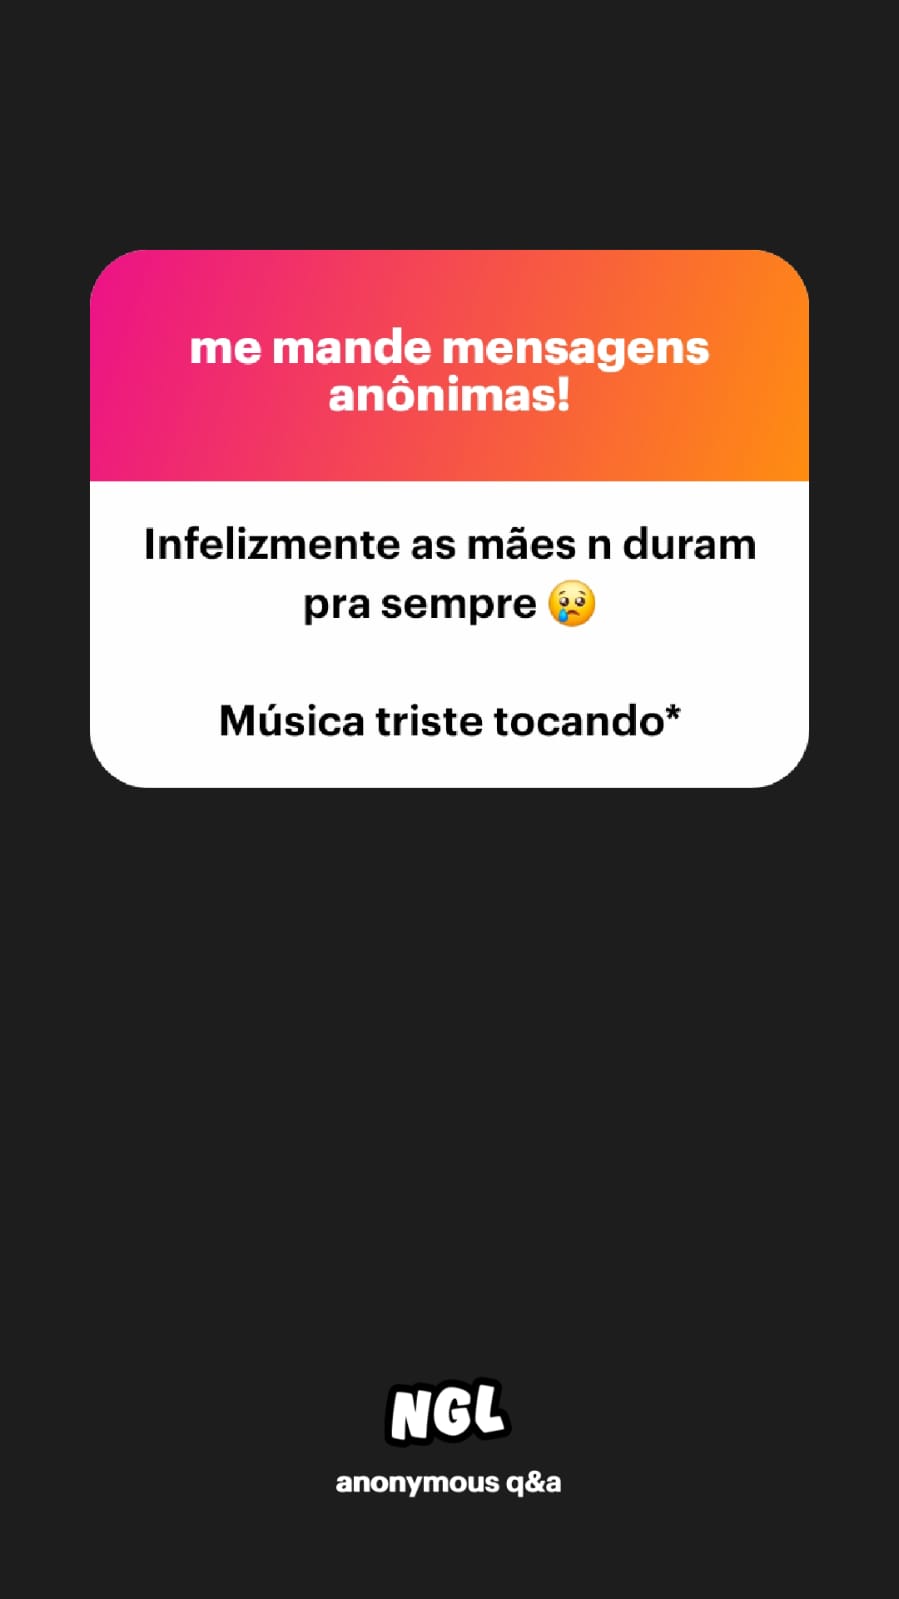 me mande mensagens
anônimas!
Infelizmente as mães n duram
pra sempre 😢
Música triste tocando*
NGL
anonymous q&a